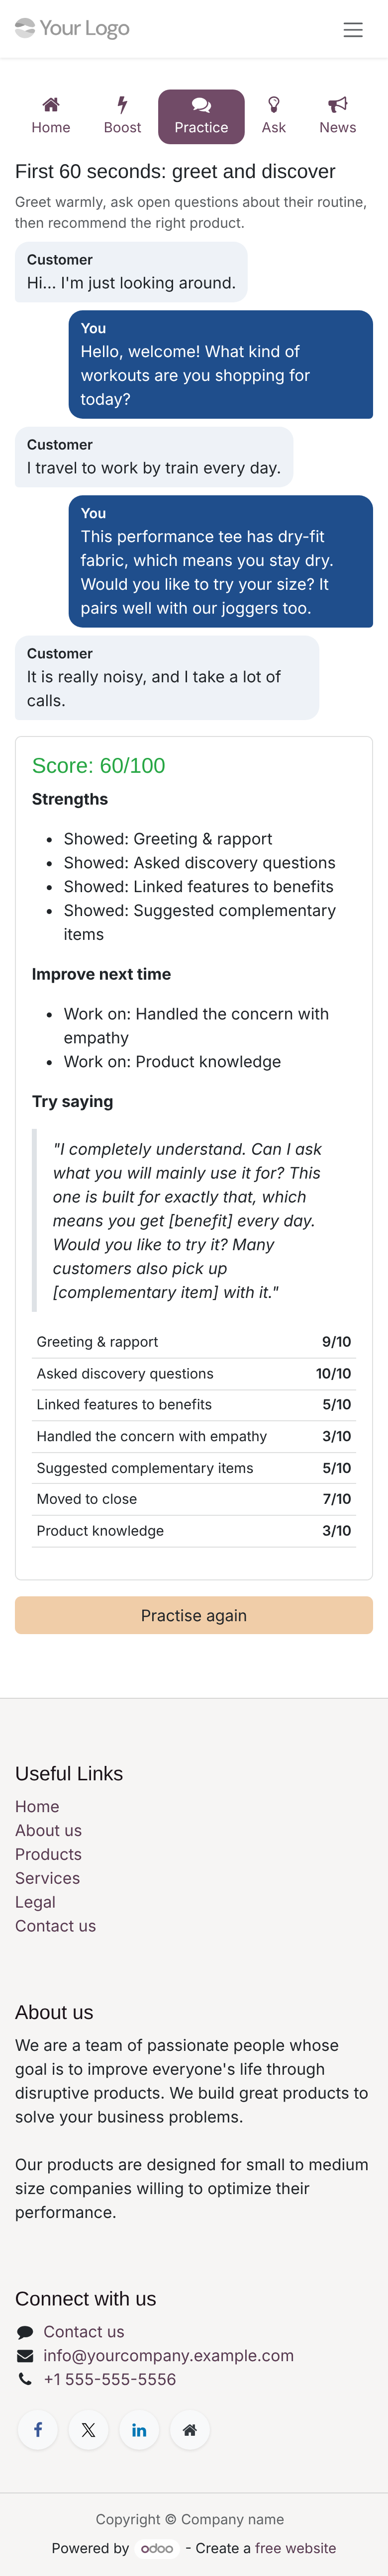 Your Logo
Home
Boost
Practice
Ask
News
First 60 seconds: greet and discover
Greet warmly, ask open questions about their routine,
then recommend the right product.
Customer
Hi... I'm just looking around.
You
Hello, welcome! What kind of
workouts are you shopping for
today?
Customer
I travel to work by train every day.
You
This performance tee has dry-fit
fabric, which means you stay dry.
Would you like to try your size? It
pairs well with our joggers too.
Customer
It is really noisy, and I take a lot of
calls.
Score: 60/100
Strengths
• Showed: Greeting & rapport
• Showed: Asked discovery questions
• Showed: Linked features to benefits
• Showed: Suggested complementary
items
Improve next time
• Work on: Handled the concern with
empathy
• Work on: Product knowledge
Try saying
"I completely understand. Can I ask
what you will mainly use it for? This
one is built for exactly that, which
means you get [benefit] every day.
Would you like to try it? Many
customers also pick up
[complementary item] with it."
Greeting & rapport 9/10
Asked discovery questions 10/10
Linked features to benefits 5/10
Handled the concern with empathy 3/10
Suggested complementary items 5/10
Moved to close 7/10
Product knowledge 3/10
Practise again
Useful Links
Home
About us
Products
Services
Legal
Contact us
About us
We are a team of passionate people whose
goal is to improve everyone's life through
disruptive products. We build great products to
solve your business problems.
Our products are designed for small to medium
size companies willing to optimize their
performance.
Connect with us
Contact us
info@yourcompany.example.com
+1 555-555-5556
Copyright © Company name
Powered by odoo - Create a free website